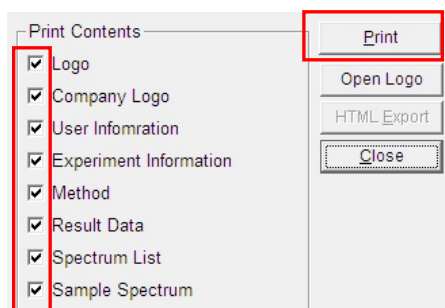 Print Contents
Logo
Company Logo
User Infomration
Experiment Information
Method
Result Data
Spectrum List
Sample Spectrum
Print
Open Logo
HTML Export
Close